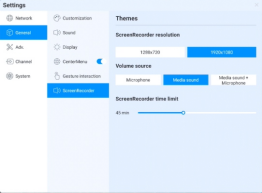 Settings
Network
General
Adv.
Channel
System
Customization
Sound
Display
CenterMenu
Gesture Interaction
ScreenRecorder
Themes
ScreenRecorder resolution
1280x720
1920x1080
Volume source
Microphone
Media sound
Media sound +
Microphone
ScreenRecorder time limit
45 min